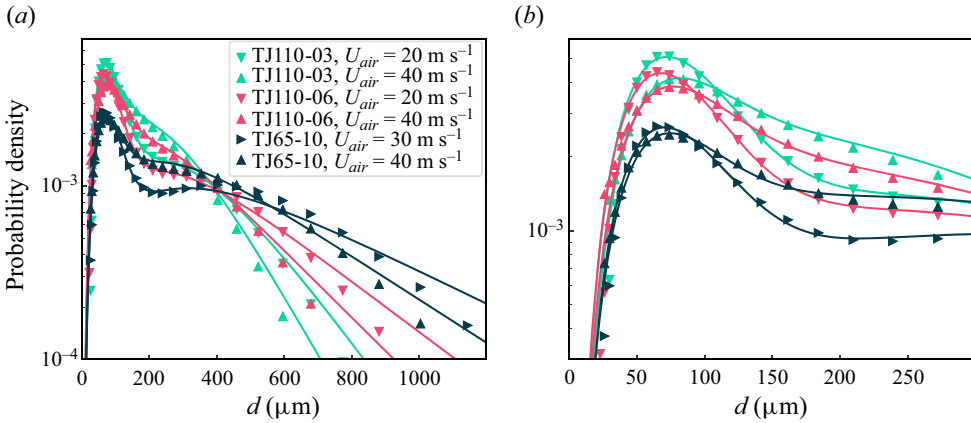 (a)
(b)
TJ110-03, U_air = 20 m s⁻¹
TJ110-03, U_air = 40 m s⁻¹
TJ110-06, U_air = 20 m s⁻¹
TJ110-06, U_air = 40 m s⁻¹
TJ65-10, U_air = 30 m s⁻¹
TJ65-10, U_air = 40 m s⁻¹
Probability density
10⁻³
10⁻⁴
0 200 400 600 800 1000
d (μm)
10⁻³
0 50 100 150 200 250
d (μm)